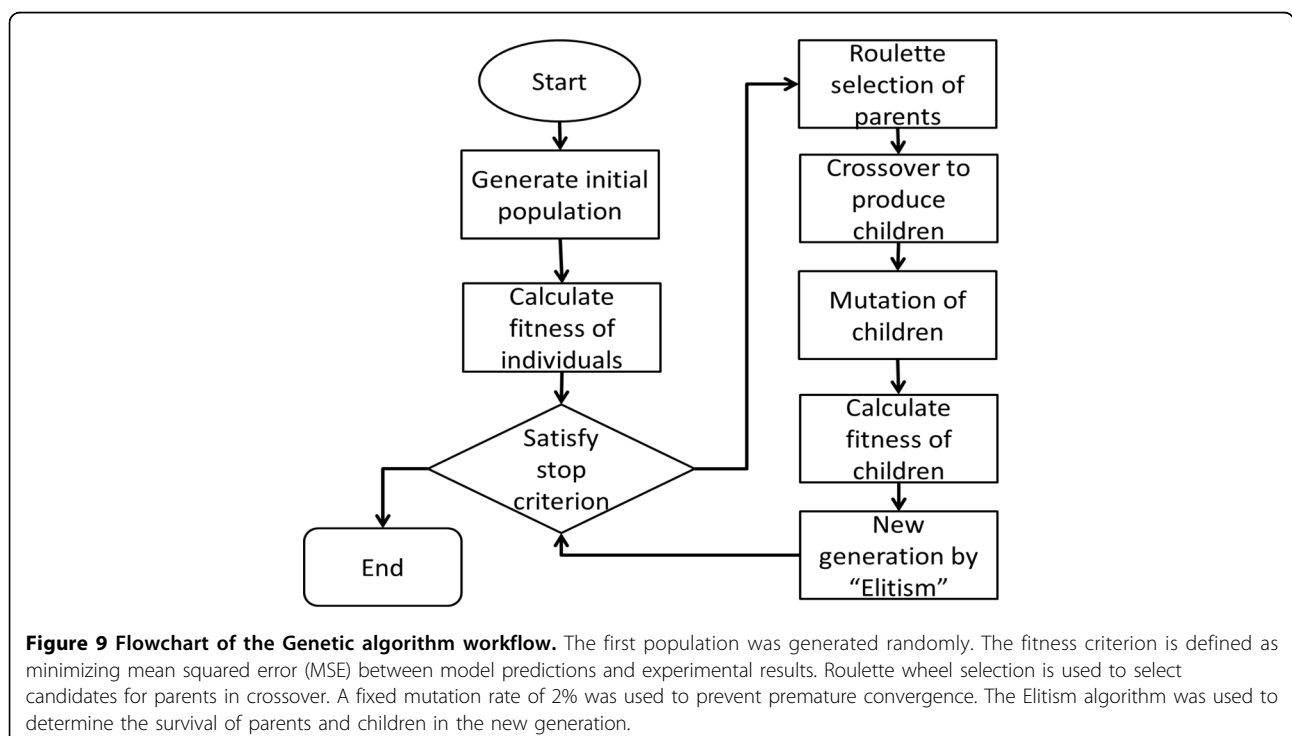 Start
Generate initial
population
Calculate
fitness of
individuals
Satisfy
stop
criterion
End
Roulette
selection of
parents
Crossover to
produce
children
Mutation of
children
Calculate
fitness of
children
New
generation by
“Elitism”
Figure 9 Flowchart of the Genetic algorithm workflow. The first population was generated randomly. The fitness criterion is defined as
minimizing mean squared error (MSE) between model predictions and experimental results. Roulette wheel selection is used to select
candidates for parents in crossover. A fixed mutation rate of 2% was used to prevent premature convergence. The Elitism algorithm was used to
determine the survival of parents and children in the new generation.